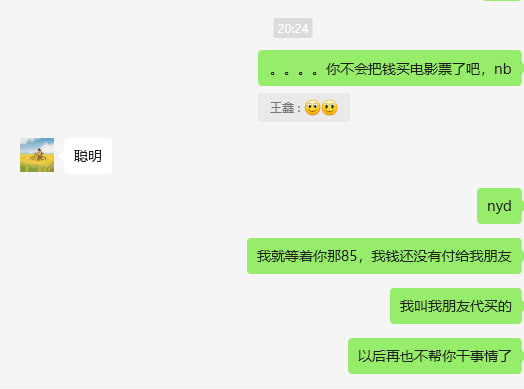 20:24
。。。。你不会把钱买电影票了吧，nb
王鑫 : 🙂🙂
聪明
nyd
我就等着你那85，我钱还没有付给我朋友
我叫我朋友代买的
以后再也不帮你干事情了